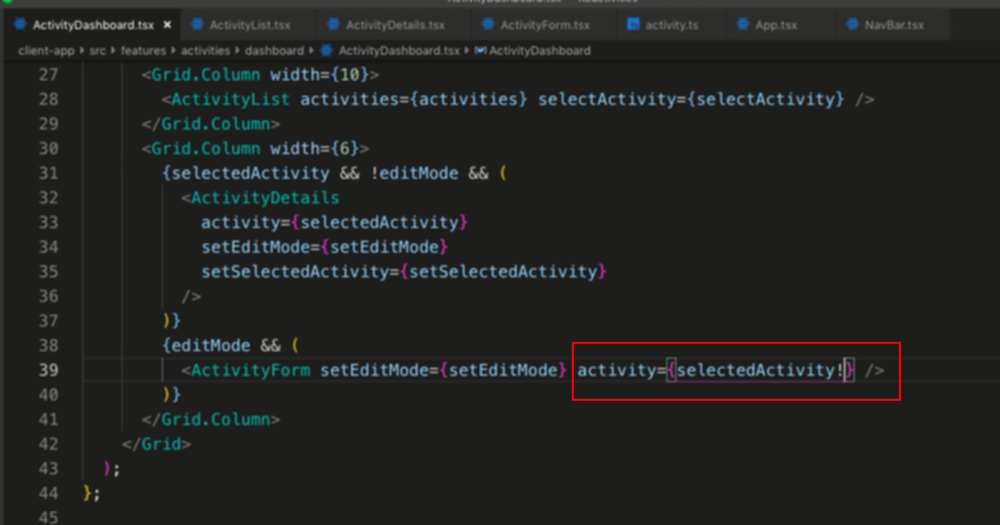 ActivityDashboard.tsx × ActivityList.tsx ActivityDetails.tsx ActivityForm.tsx TS activity.ts App.tsx NavBar.tsx
client-app › src › features › activities › dashboard › ActivityDashboard.tsx › ActivityDashboard
27 <Grid.Column width={10}>
28 <ActivityList activities={activities} selectActivity={selectActivity} />
29 </Grid.Column>
30 <Grid.Column width={6}>
31 {selectedActivity && !editMode && (
32 <ActivityDetails
33 activity={selectedActivity}
34 setEditMode={setEditMode}
35 setSelectedActivity={setSelectedActivity}
36 />
37 )}
38 {editMode && (
39 <ActivityForm setEditMode={setEditMode} activity={selectedActivity!} />
40 )}
41 </Grid.Column>
42 </Grid>
43 );
44 };
45